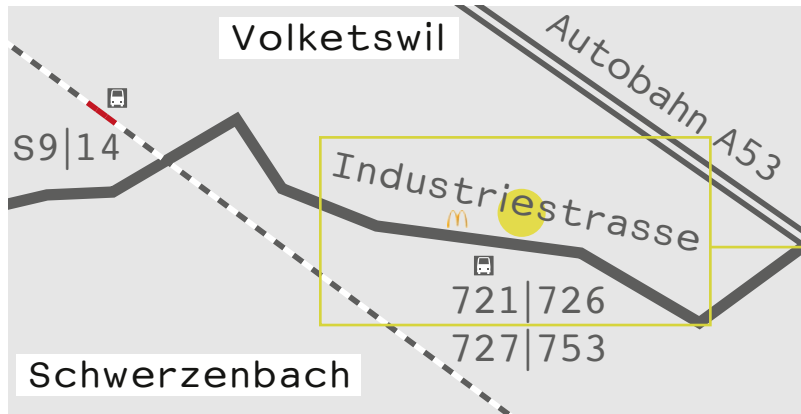 Volketswil
Autobahn A53
S9|14
Industriestrasse
721|726
727|753
Schwerzenbach